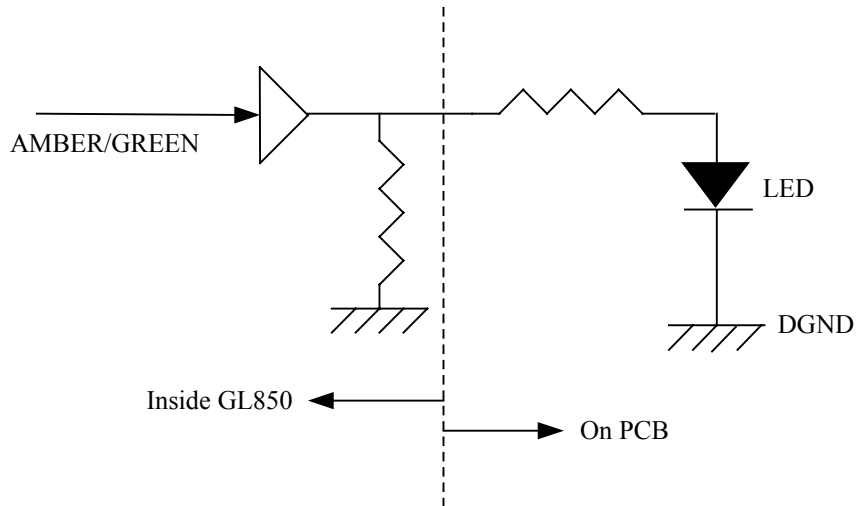 AMBER/GREEN
LED
DGND
Inside GL850
On PCB